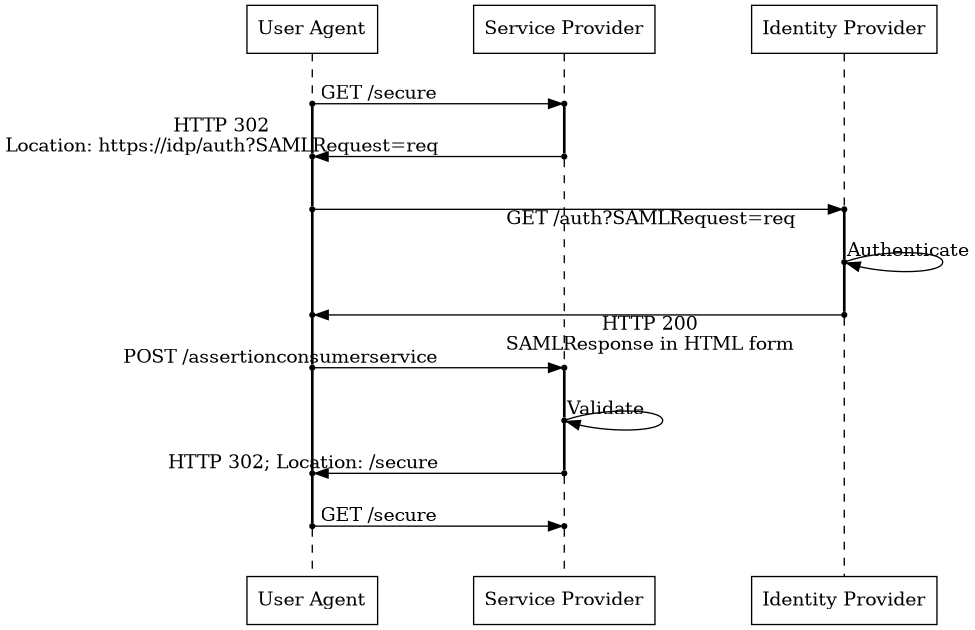 User Agent
Service Provider
Identity Provider
GET /secure
HTTP 302
Location: https://idp/auth?SAMLRequest=req
GET /auth?SAMLRequest=req
Authenticate
HTTP 200
SAMLResponse in HTML form
POST /assertionconsumerservice
Validate
HTTP 302; Location: /secure
GET /secure
User Agent
Service Provider
Identity Provider